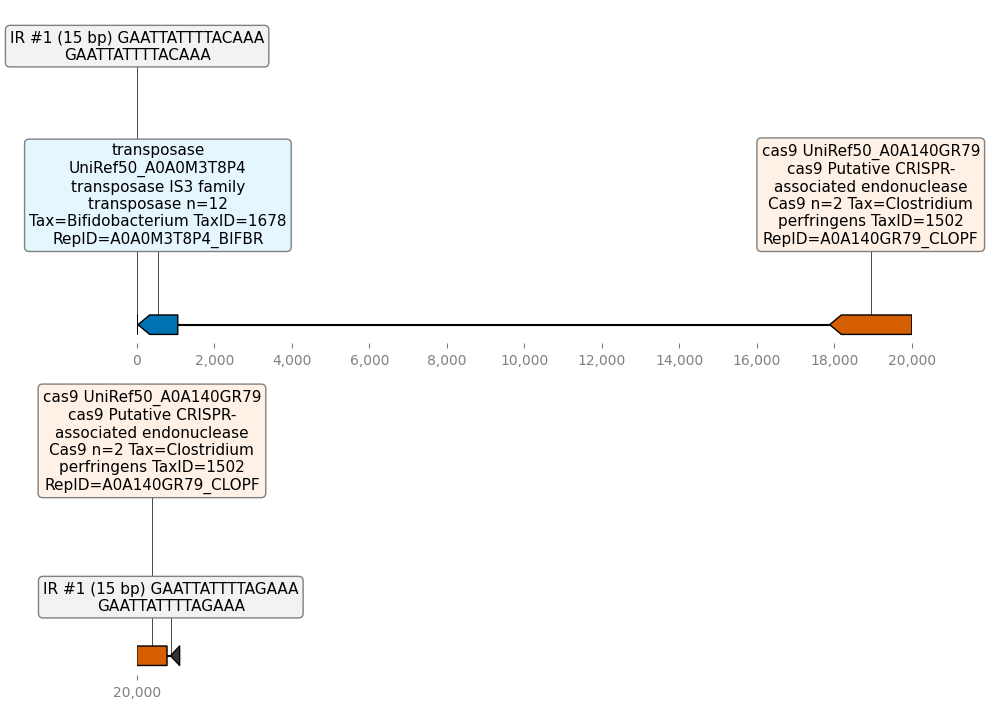 IR #1 (15 bp) GAATTATTTTACAAA
GAATTATTTTACAAA
transposase
UniRef50_A0A0M3T8P4
transposase IS3 family
transposase n=12
Tax=Bifidobacterium TaxID=1678
RepID=A0A0M3T8P4_BIFBR
cas9 UniRef50_A0A140GR79
cas9 Putative CRISPR-
associated endonuclease
Cas9 n=2 Tax=Clostridium
perfringens TaxID=1502
RepID=A0A140GR79_CLOPF
0 2,000 4,000 6,000 8,000 10,000 12,000 14,000 16,000 18,000 20,000
cas9 UniRef50_A0A140GR79
cas9 Putative CRISPR-
associated endonuclease
Cas9 n=2 Tax=Clostridium
perfringens TaxID=1502
RepID=A0A140GR79_CLOPF
IR #1 (15 bp) GAATTATTTTAGAAA
GAATTATTTTAGAAA
20,000